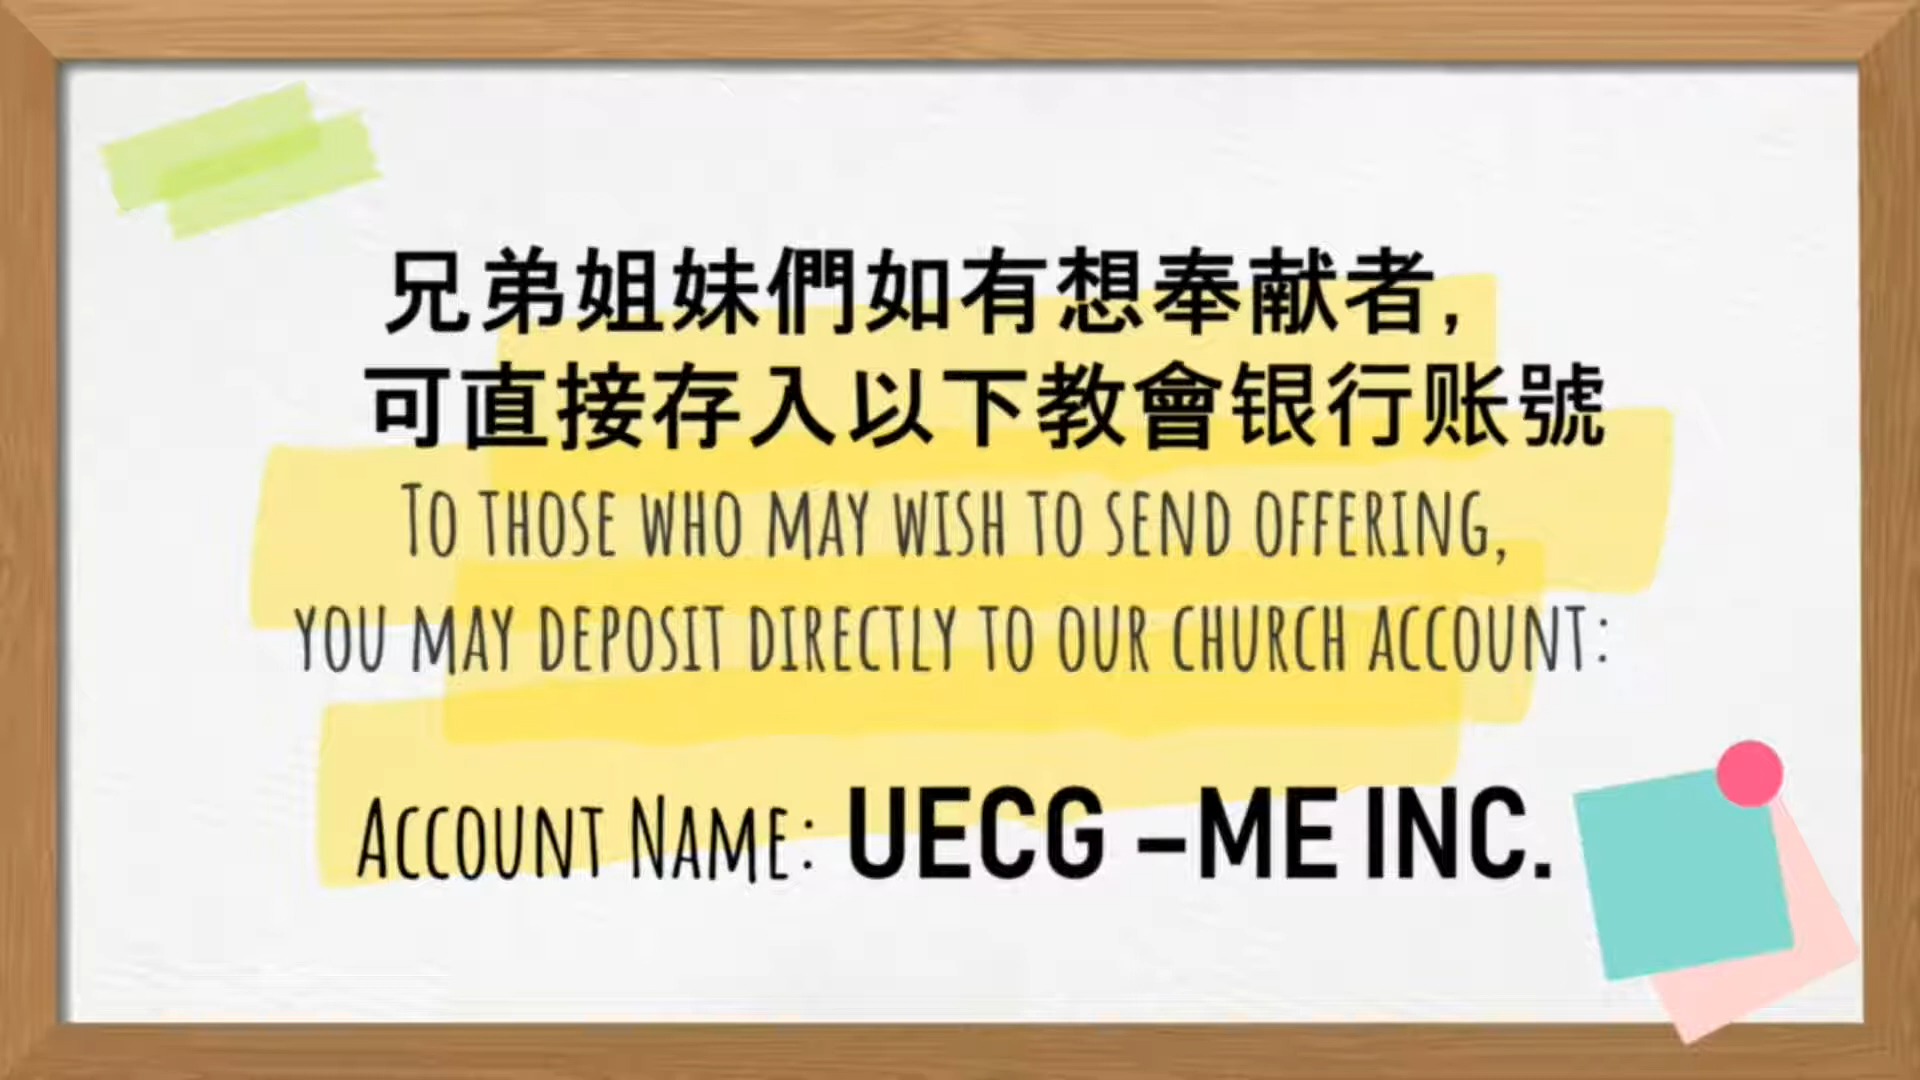 兄弟姐妹們如有想奉献者,
可直接存入以下教會银行账號
TO THOSE WHO MAY WISH TO SEND OFFERING,
YOU MAY DEPOSIT DIRECTLY TO OUR CHURCH ACCOUNT:
ACCOUNT NAME: UECG -ME INC.